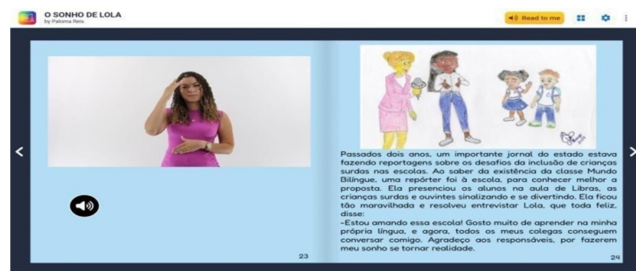 O SONHO DE LOLA
by Paloma Reis
Read to me
Passados dois anos, um importante jornal do estado estava
fazendo reportagens sobre os desafios da inclusão de crianças
surdas nas escolas. Ao saber da existência da classe Mundo
Bilíngue, uma repórter foi à escola, para conhecer melhor a
proposta. Ela presenciou os alunos na aula de Libras, as
crianças surdas e ouvintes sinalizando e se divertindo. Ela ficou
tão maravilhada e resolveu entrevistar Lola, que toda feliz,
disse:
-Estou amando essa escola! Gosto muito de aprender na minha
própria língua, e agora, todos os meus colegas conseguem
conversar comigo. Agradeço aos responsáveis, por fazerem
meu sonho se tornar realidade.
23
24